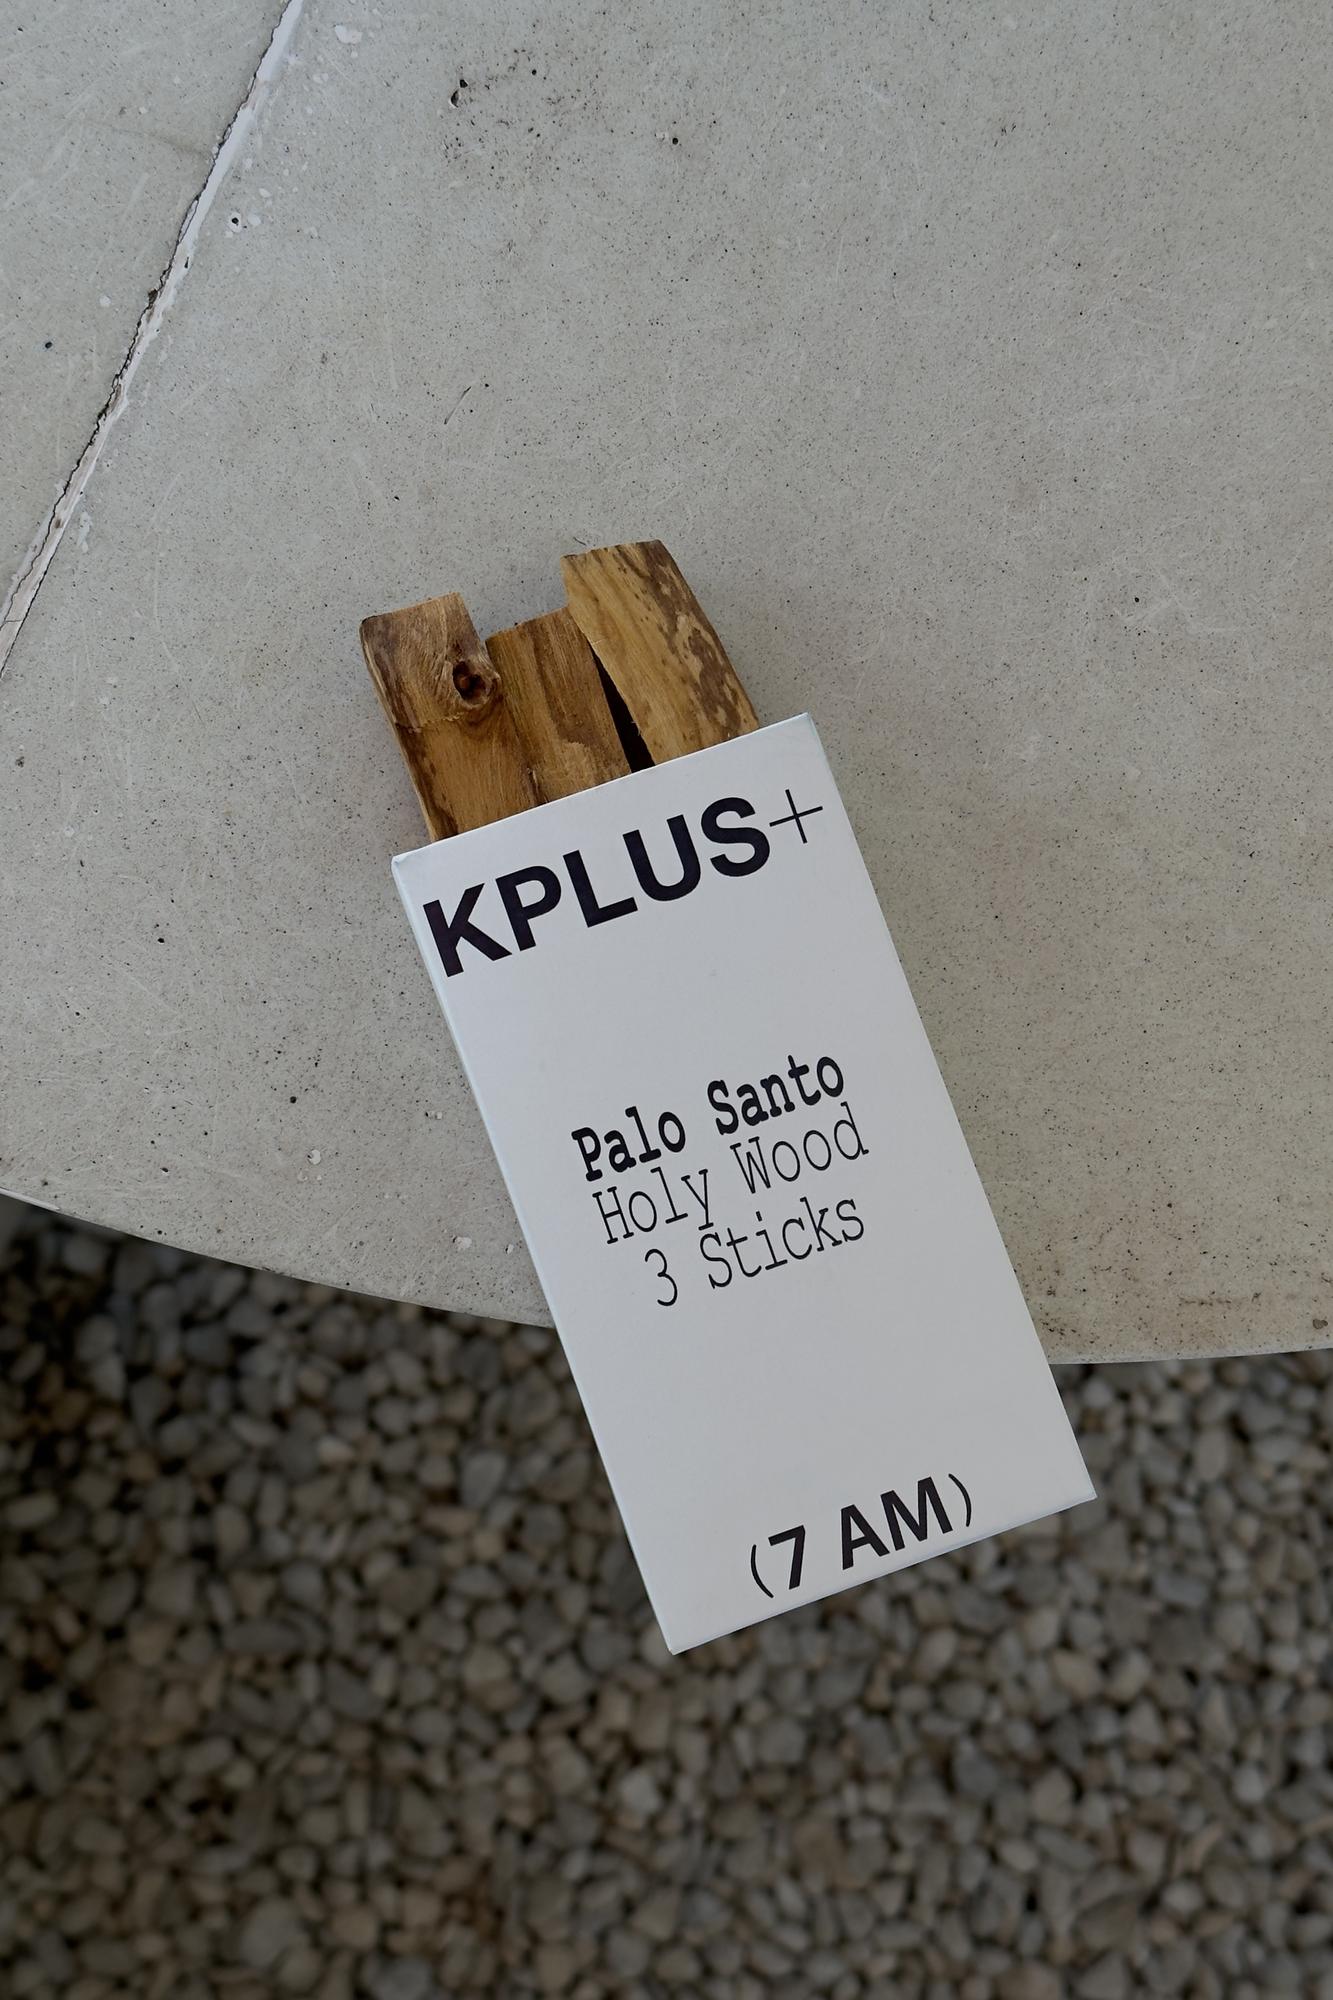 KPLUS+
Palo Santo
Holy Wood
3 Sticks
(7 AM)